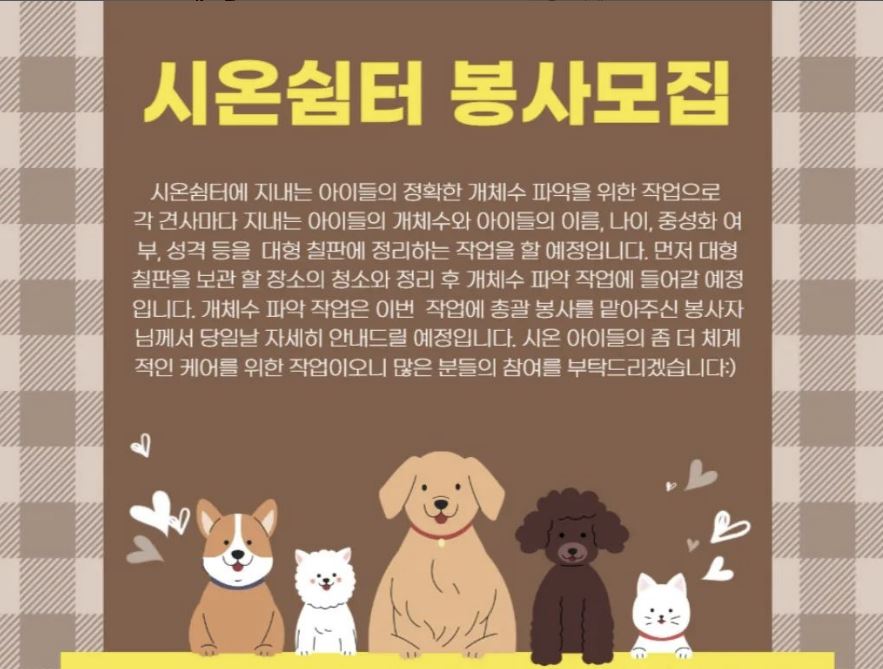 시온쉼터 봉사모집
시온쉼터에 지내는 아이들의 정확한 개체수 파악을 위한 작업으로
각 견사마다 지내는 아이들의 개체수와 아이들의 이름, 나이, 중성화 여
부, 성격 등을 대형 칠판에 정리하는 작업을 할 예정입니다. 먼저 대형
칠판을 보관 할 장소의 청소와 정리 후 개체수 파악 작업에 들어갈 예정
입니다. 개체수 파악 작업은 이번 작업에 총괄 봉사를 맡아주신 봉사자
님께서 당일날 자세히 안내드릴 예정입니다. 시온 아이들의 좀 더 체계
적인 케어를 위한 작업이오니 많은 분들의 참여를 부탁드리겠습니다:)